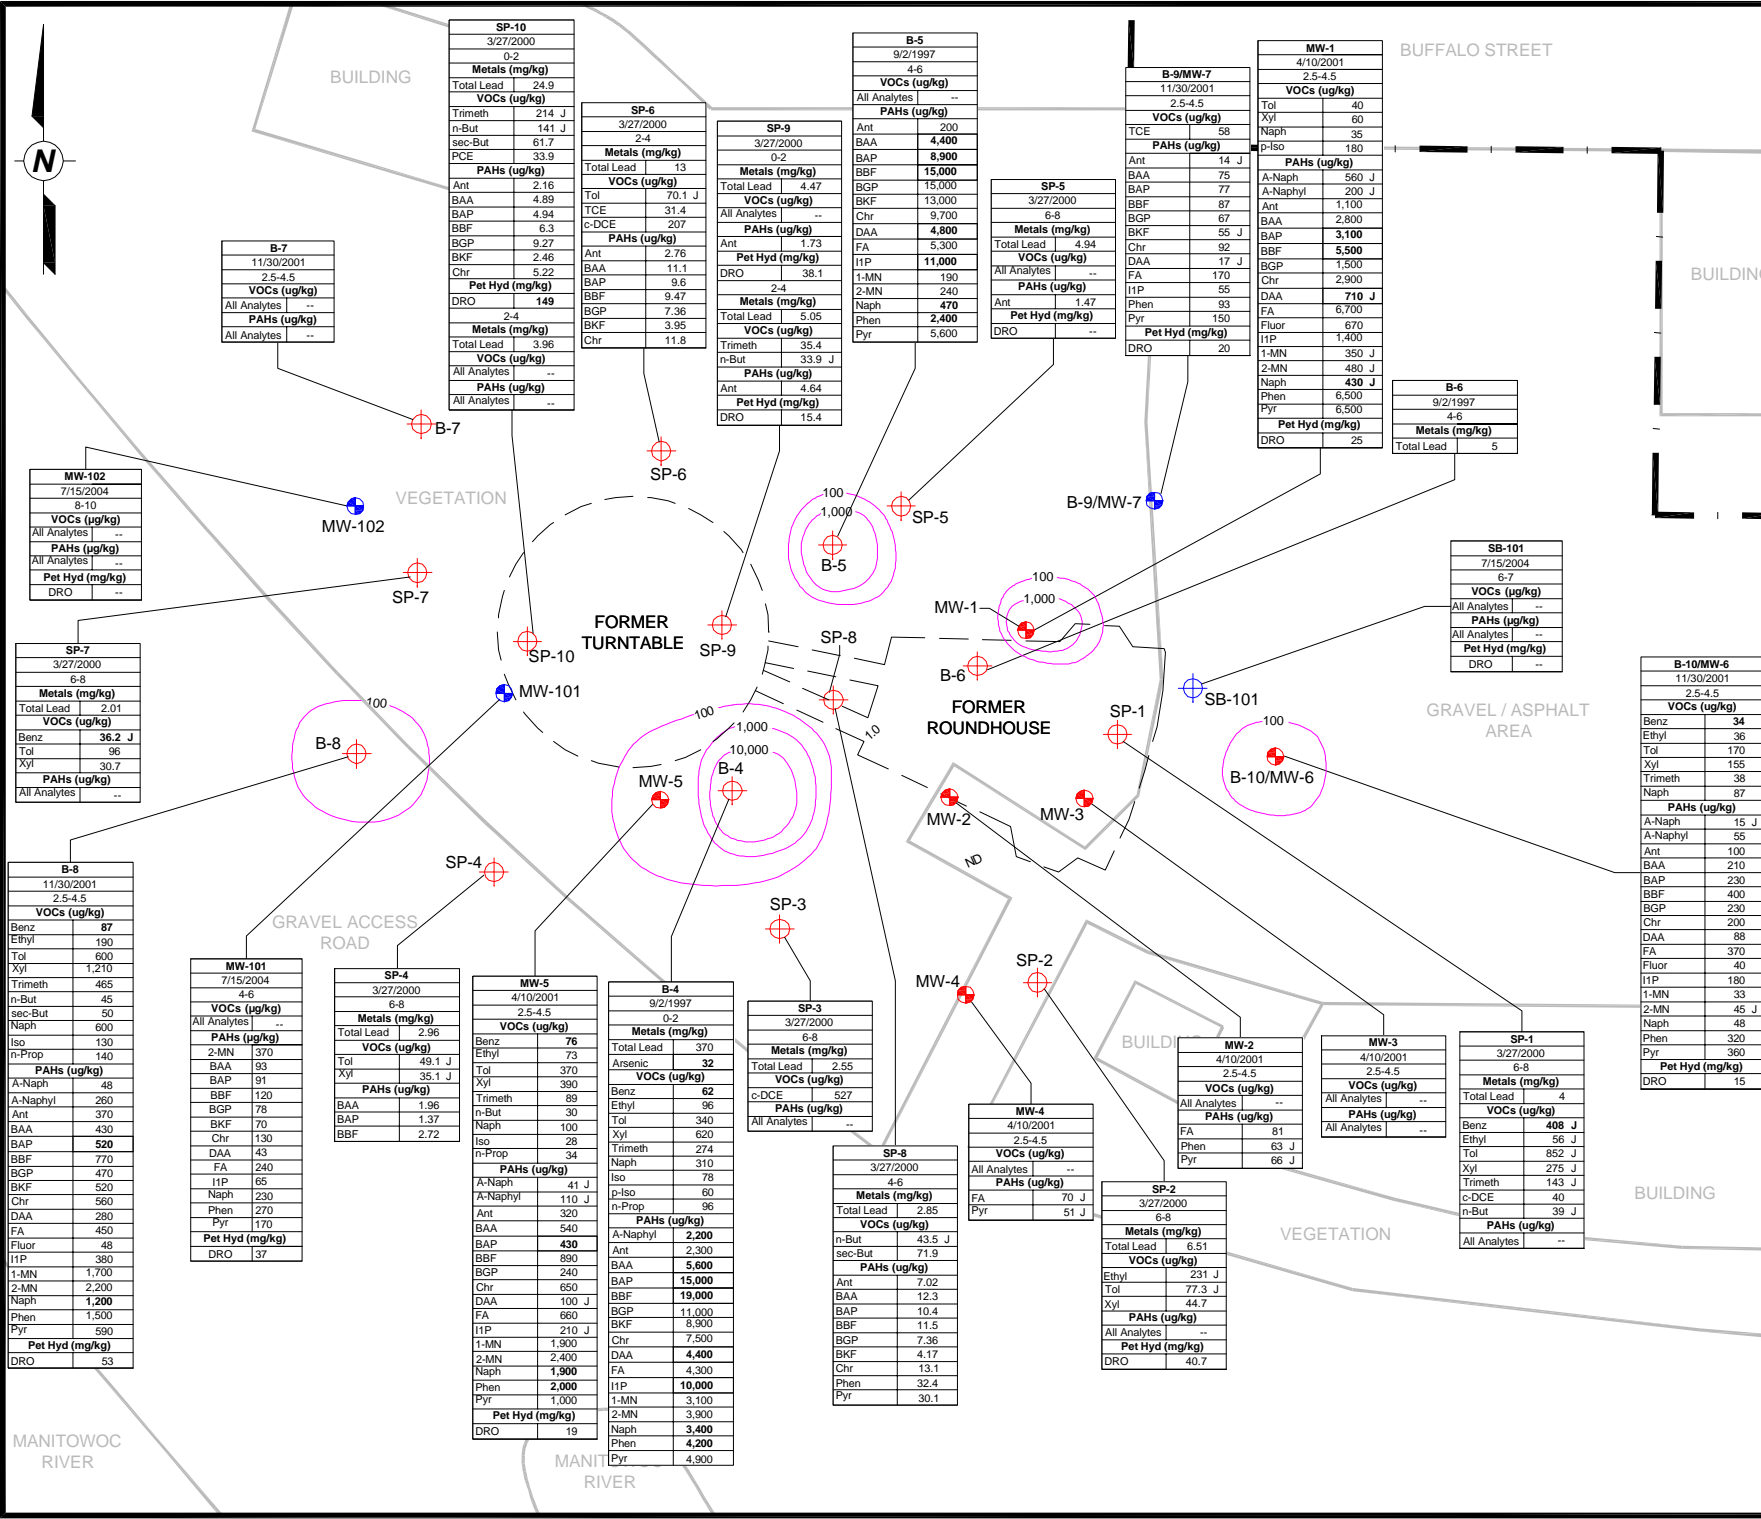 N
BUILDING
BUFFALO STREET
BUILDING
VEGETATION
GRAVEL / ASPHALT
AREA
GRAVEL ACCESS
ROAD
BUILDING
BUILDING
VEGETATION
MANITOWOC
RIVER
RIVER
FORMER
TURNTABLE
FORMER
ROUNDHOUSE
B-7
MW-102
SP-7
SP-6
SP-10
SP-9
MW-101
B-8
SP-4
MW-5
B-4
SP-3
SP-8
B-5
SP-5
B-9/MW-7
MW-1
B-6
SP-1
SB-101
B-10/MW-6
MW-2
MW-3
MW-4
SP-2
100
1,000
100
1,000
100
100
1,000
10,000
100
1.0
ND
SP-10
3/27/2000
0-2
Metals (mg/kg)
Total Lead 24.9
VOCs (ug/kg)
Trimeth 214 J
n-But 141 J
sec-But 61.7
PCE 33.9
PAHs (ug/kg)
Ant 2.16
BAA 4.89
BAP 4.94
BBF 6.3
BGP 9.27
BKF 2.46
Chr 5.22
Pet Hyd (mg/kg)
DRO 149
2-4
Metals (mg/kg)
Total Lead 3.96
VOCs (ug/kg)
All Analytes --
PAHs (ug/kg)
All Analytes --
SP-6
3/27/2000
2-4
Metals (mg/kg)
Total Lead 13
VOCs (ug/kg)
Tol 70.1 J
TCE 31.4
c-DCE 207
PAHs (ug/kg)
Ant 2.76
BAA 11.1
BAP 9.6
BBF 9.47
BGP 7.36
BKF 3.95
Chr 11.8
SP-9
3/27/2000
0-2
Metals (mg/kg)
Total Lead 4.47
VOCs (ug/kg)
All Analytes --
PAHs (ug/kg)
Ant 1.73
Pet Hyd (mg/kg)
DRO 38.1
2-4
Metals (mg/kg)
Total Lead 5.05
VOCs (ug/kg)
Trimeth 35.4
n-But 33.9 J
PAHs (ug/kg)
Ant 4.64
Pet Hyd (mg/kg)
DRO 15.4
B-5
9/2/1997
4-6
VOCs (ug/kg)
All Analytes --
PAHs (ug/kg)
Ant 200
BAA 4,400
BAP 8,900
BBF 15,000
BGP 15,000
BKF 13,000
Chr 9,700
DAA 4,800
FA 5,300
I1P 11,000
1-MN 190
2-MN 240
Naph 470
Phen 2,400
Pyr 5,600
SP-5
3/27/2000
6-8
Metals (mg/kg)
Total Lead 4.94
VOCs (ug/kg)
All Analytes --
PAHs (ug/kg)
Ant 1.47
Pet Hyd (mg/kg)
DRO --
B-9/MW-7
11/30/2001
2.5-4.5
VOCs (ug/kg)
TCE 58
PAHs (ug/kg)
Ant 14 J
BAA 75
BAP 77
BBF 87
BGP 67
BKF 55 J
Chr 92
DAA 17 J
FA 170
I1P 55
Phen 93
Pyr 150
Pet Hyd (mg/kg)
DRO 20
MW-1
4/10/2001
2.5-4.5
VOCs (ug/kg)
Tol 40
Xyl 60
Naph 35
p-Iso 180
PAHs (ug/kg)
A-Naph 560 J
A-Naphyl 200 J
Ant 1,100
BAA 2,800
BAP 3,100
BBF 5,500
BGP 1,500
Chr 2,900
DAA 710 J
FA 6,700
Fluor 670
I1P 1,400
1-MN 350 J
2-MN 480 J
Naph 430 J
Phen 6,500
Pyr 6,500
Pet Hyd (mg/kg)
DRO 25
B-6
9/2/1997
4-6
Metals (mg/kg)
Total Lead 5
B-7
11/30/2001
2.5-4.5
VOCs (ug/kg)
All Analytes --
PAHs (ug/kg)
All Analytes --
MW-102
7/15/2004
8-10
VOCs (µg/kg)
All Analytes --
PAHs (µg/kg)
All Analytes --
Pet Hyd (mg/kg)
DRO --
SP-7
3/27/2000
6-8
Metals (mg/kg)
Total Lead 2.01
VOCs (ug/kg)
Benz 36.2 J
Tol 96
Xyl 30.7
PAHs (ug/kg)
All Analytes --
SB-101
7/15/2004
6-7
VOCs (µg/kg)
All Analytes --
PAHs (µg/kg)
All Analytes --
Pet Hyd (mg/kg)
DRO --
B-10/MW-6
11/30/2001
2.5-4.5
VOCs (ug/kg)
Benz 34
Ethyl 36
Tol 170
Xyl 155
Trimeth 38
Naph 87
PAHs (ug/kg)
A-Naph 15 J
A-Naphyl 55
Ant 100
BAA 210
BAP 230
BBF 400
BGP 230
Chr 200
DAA 88
FA 370
Fluor 40
I1P 180
1-MN 33
2-MN 45 J
Naph 48
Phen 320
Pyr 360
Pet Hyd (mg/kg)
DRO 15
B-8
11/30/2001
2.5-4.5
VOCs (ug/kg)
Benz 87
Ethyl 190
Tol 600
Xyl 1,210
Trimeth 465
n-But 45
sec-But 50
Naph 600
Iso 130
n-Prop 140
PAHs (ug/kg)
A-Naph 48
A-Naphyl 260
Ant 370
BAA 430
BAP 520
BBF 770
BGP 470
BKF 520
Chr 560
DAA 280
FA 450
Fluor 48
I1P 380
1-MN 1,700
2-MN 2,200
Naph 1,200
Phen 1,500
Pyr 590
Pet Hyd (mg/kg)
DRO 53
MW-101
7/15/2004
4-6
VOCs (µg/kg)
All Analytes --
PAHs (µg/kg)
2-MN 370
BAA 93
BAP 91
BBF 120
BGP 78
BKF 70
Chr 130
DAA 43
FA 240
I1P 65
Naph 230
Phen 270
Pyr 170
Pet Hyd (mg/kg)
DRO 37
SP-4
3/27/2000
6-8
Metals (mg/kg)
Total Lead 2.96
VOCs (ug/kg)
Tol 49.1 J
Xyl 35.1 J
PAHs (ug/kg)
BAA 1.96
BAP 1.37
BBF 2.72
MW-5
4/10/2001
2.5-4.5
VOCs (ug/kg)
Benz 76
Ethyl 73
Tol 370
Xyl 390
Trimeth 89
n-But 30
Naph 100
Iso 28
n-Prop 34
PAHs (ug/kg)
A-Naph 41 J
A-Naphyl 110 J
Ant 320
BAA 540
BAP 430
BBF 890
BGP 240
Chr 650
DAA 100 J
FA 660
I1P 210 J
1-MN 1,900
2-MN 2,400
Naph 1,900
Phen 2,000
Pyr 1,000
Pet Hyd (mg/kg)
DRO 19
B-4
9/2/1997
0-2
Metals (mg/kg)
Total Lead 370
Arsenic 32
VOCs (ug/kg)
Benz 62
Ethyl 96
Tol 340
Xyl 620
Trimeth 274
Naph 310
Iso 78
p-Iso 60
n-Prop 96
PAHs (ug/kg)
A-Naphyl 2,200
Ant 2,300
BAA 5,600
BAP 15,000
BBF 19,000
BGP 11,000
BKF 8,900
Chr 7,500
DAA 4,400
FA 4,300
I1P 10,000
1-MN 3,100
2-MN 3,900
Naph 3,400
Phen 4,200
Pyr 4,900
SP-3
3/27/2000
6-8
Metals (mg/kg)
Total Lead 2.55
VOCs (ug/kg)
c-DCE 527
PAHs (ug/kg)
All Analytes --
SP-8
3/27/2000
4-6
Metals (mg/kg)
Total Lead 2.85
VOCs (ug/kg)
n-But 43.5 J
sec-But 71.9
PAHs (ug/kg)
Ant 7.02
BAA 12.3
BAP 10.4
BBF 11.5
BGP 7.36
BKF 4.17
Chr 13.1
Phen 32.4
Pyr 30.1
MW-4
4/10/2001
2.5-4.5
VOCs (ug/kg)
All Analytes --
PAHs (ug/kg)
FA 70 J
Pyr 51 J
SP-2
3/27/2000
6-8
Metals (mg/kg)
Total Lead 6.51
VOCs (ug/kg)
Ethyl 231 J
Tol 77.3 J
Xyl 44.7
PAHs (ug/kg)
All Analytes --
Pet Hyd (mg/kg)
DRO 40.7
MW-2
4/10/2001
2.5-4.5
VOCs (ug/kg)
All Analytes --
PAHs (ug/kg)
FA 81
Phen 63 J
Pyr 66 J
MW-3
4/10/2001
2.5-4.5
VOCs (ug/kg)
All Analytes --
PAHs (ug/kg)
All Analytes --
SP-1
3/27/2000
6-8
Metals (mg/kg)
Total Lead 4
VOCs (ug/kg)
Benz 408 J
Ethyl 56 J
Tol 852 J
Xyl 275 J
Trimeth 143 J
c-DCE 40
n-But 39 J
PAHs (ug/kg)
All Analytes --